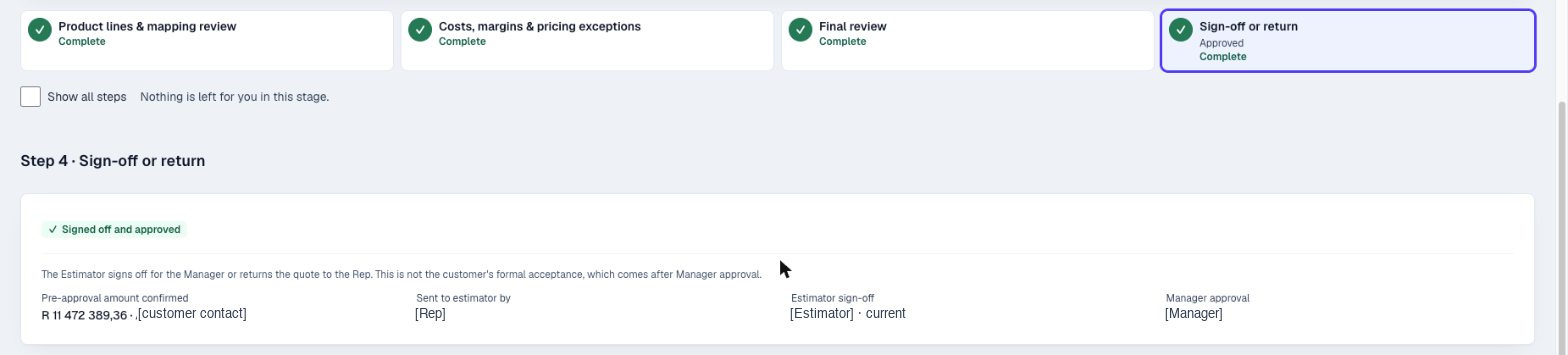 Product lines & mapping review
Complete
Costs, margins & pricing exceptions
Complete
Final review
Complete
Sign-off or return
Approved
Complete
Show all steps
Nothing is left for you in this stage.
Step 4 · Sign-off or return
✓ Signed off and approved
The Estimator signs off for the Manager or returns the quote to the Rep. This is not the customer's formal acceptance, which comes after Manager approval.
Pre-approval amount confirmed
R 11 472 389,36 · .[customer contact]
Sent to estimator by
[Rep]
Estimator sign-off
[Estimator] · current
Manager approval
[Manager]